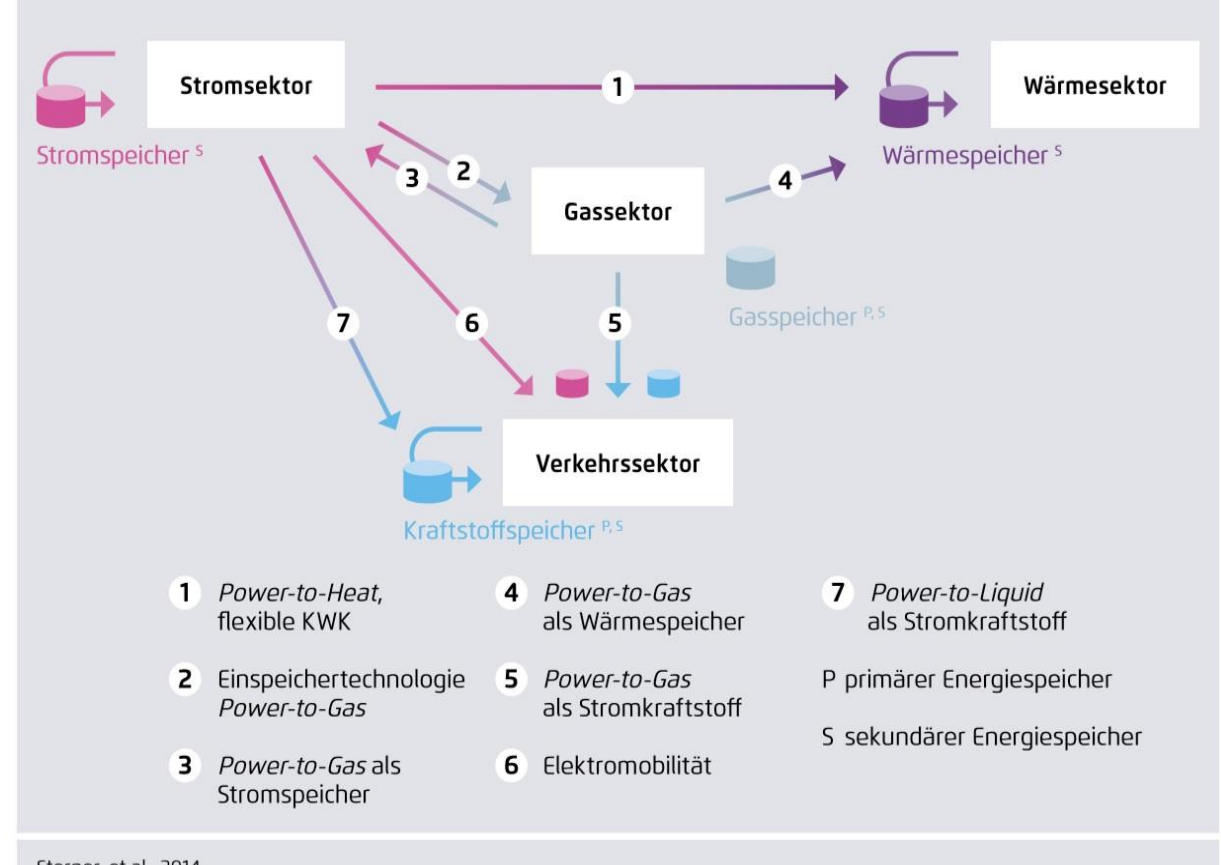 Stromsektor
1
Wärmesektor
Stromspeicher S
Wärmespeicher S
2
3
4
Gassektor
Gasspeicher P, S
7
6
5
Verkehrssektor
Kraftstoffspeicher P, S
1 Power-to-Heat,
flexible KWK
2 Einspeichertechnologie
Power-to-Gas
3 Power-to-Gas als
Stromspeicher
4 Power-to-Gas
als Wärmespeicher
5 Power-to-Gas
als Stromkraftstoff
6 Elektromobilität
7 Power-to-Liquid
als Stromkraftstoff
P primärer Energiespeicher
S sekundärer Energiespeicher